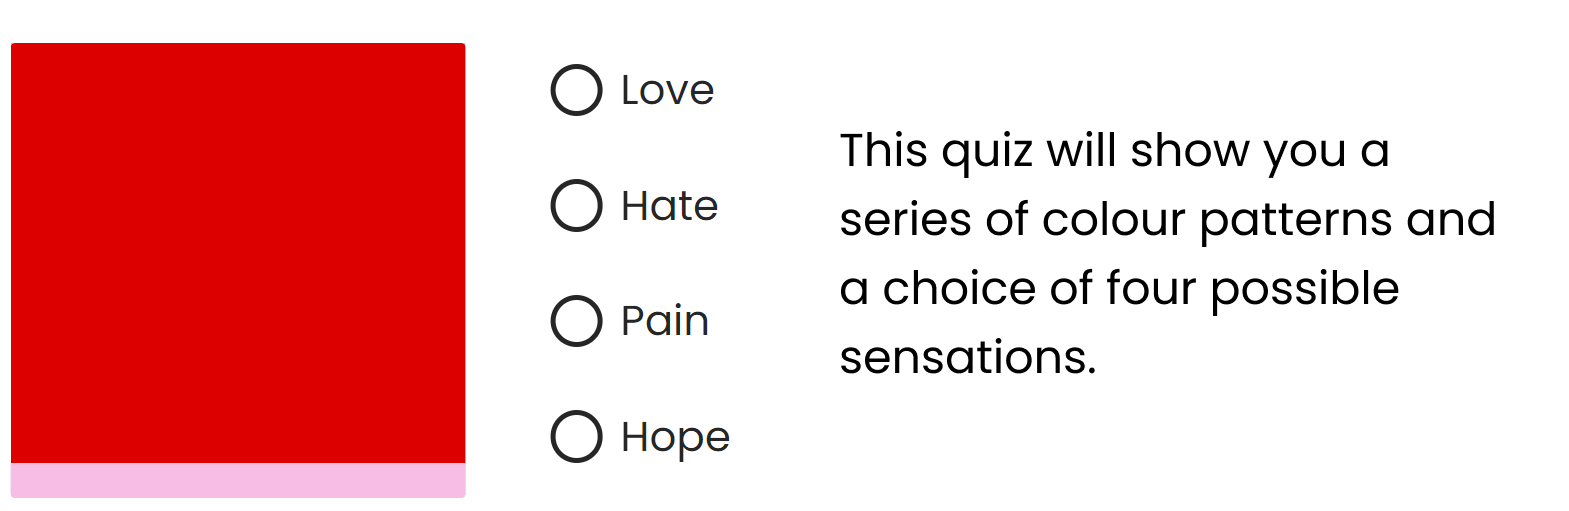 Love
Hate
Pain
Hope
This quiz will show you a
series of colour patterns and
a choice of four possible
sensations.